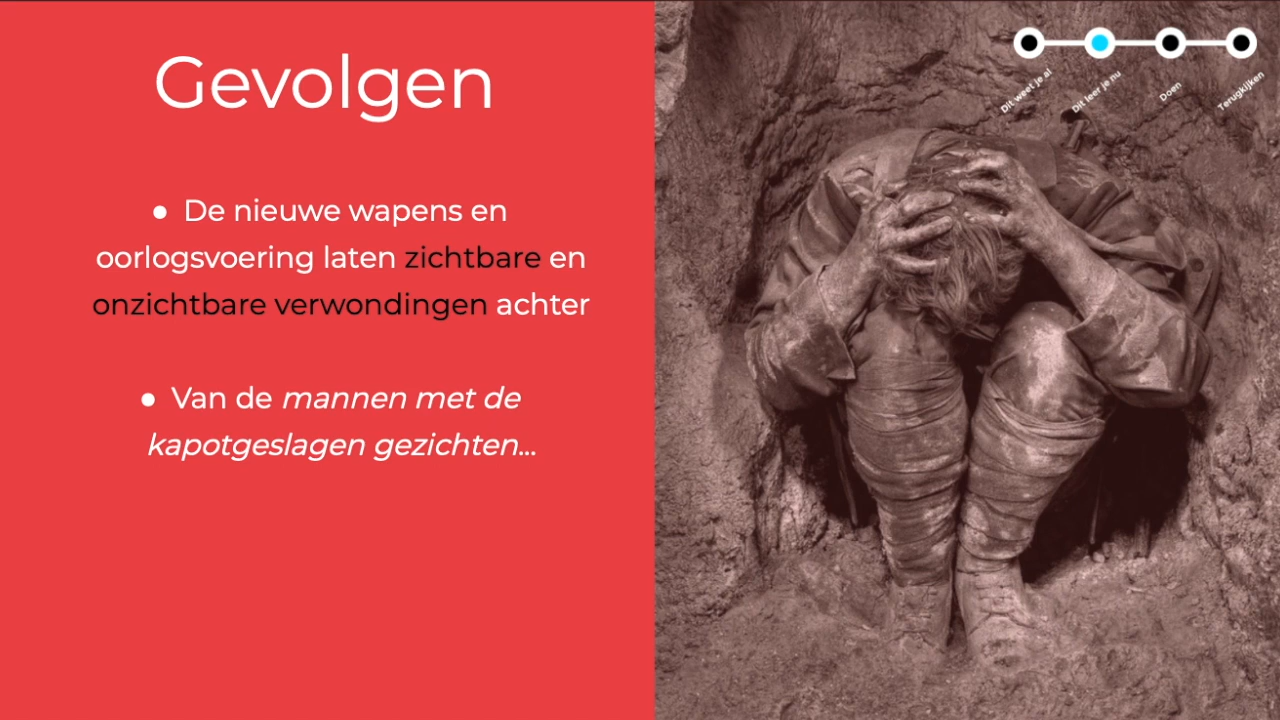 Gevolgen
● De nieuwe wapens en
oorlogsvoering laten zichtbare en
onzichtbare verwondingen achter
● Van de mannen met de
kapotgeslagen gezichten...
Dit weet je al
Dit leer je nu
Doen
Terugkijken